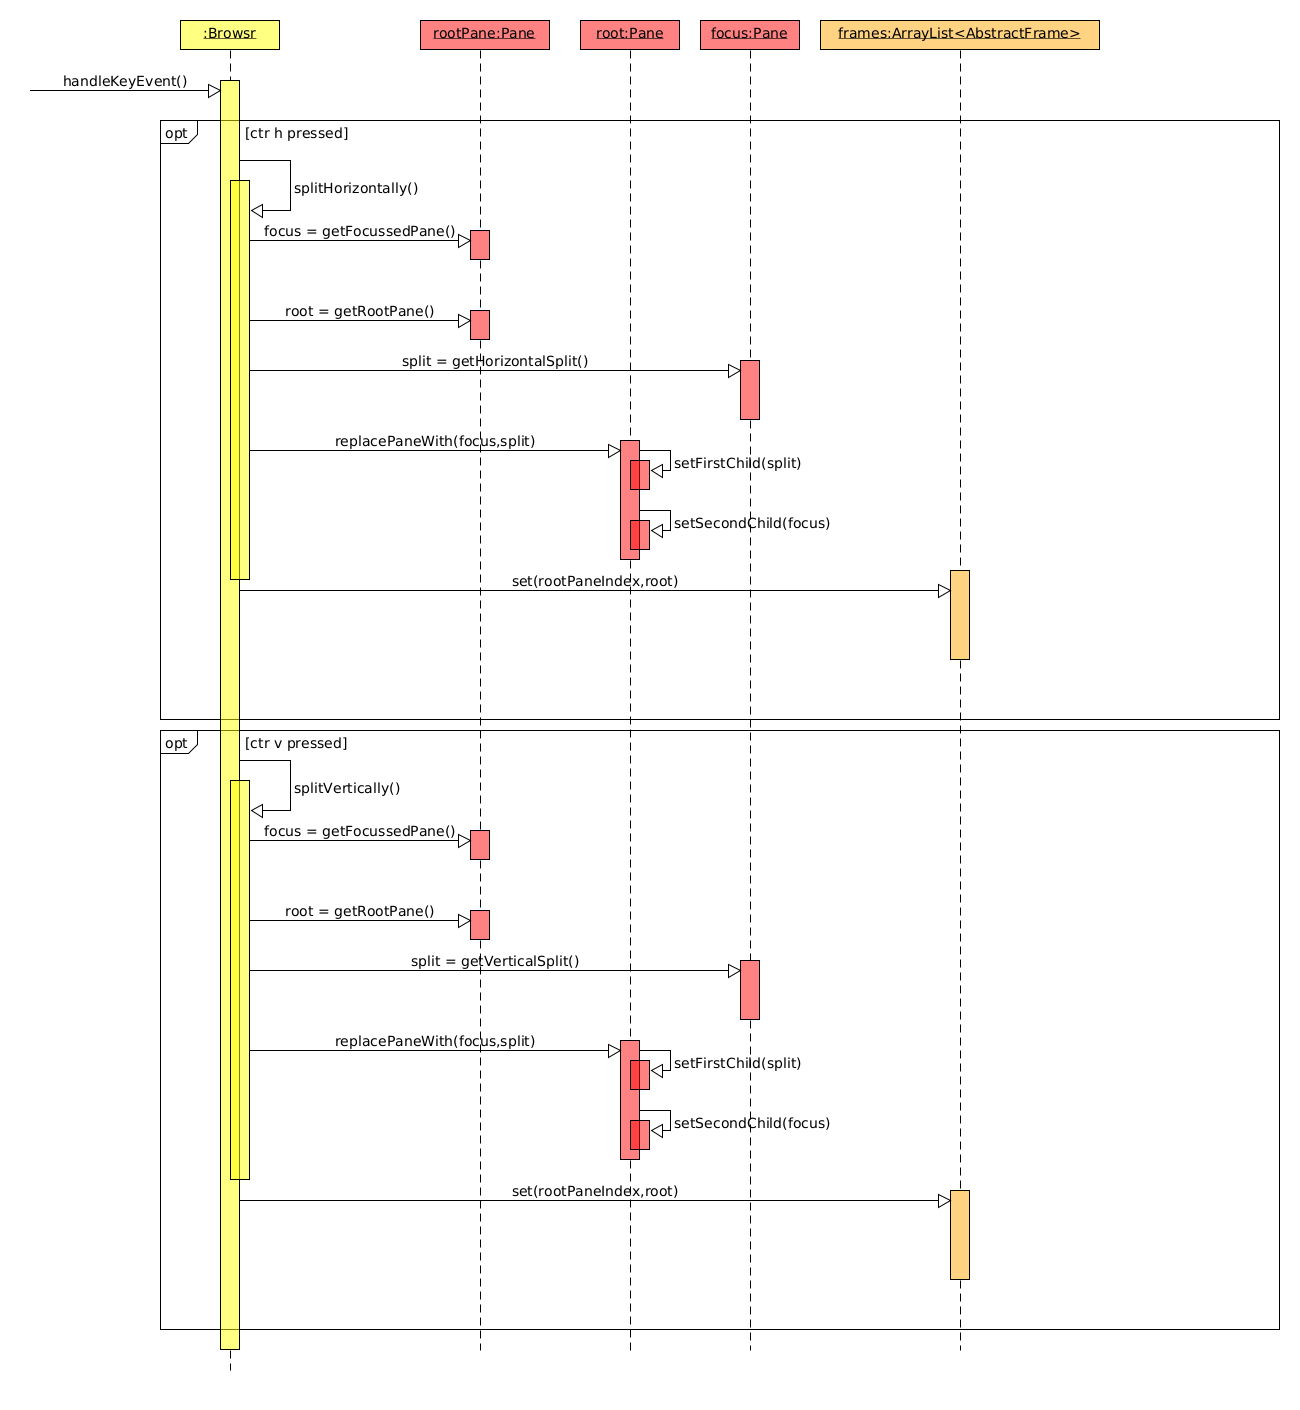 :Browsr
rootPane:Pane
root:Pane
focus:Pane
frames:ArrayList<AbstractFrame>
handleKeyEvent()
opt
[ctr h pressed]
splitHorizontally()
focus = getFocussedPane()
root = getRootPane()
split = getHorizontalSplit()
replacePaneWith(focus,split)
setFirstChild(split)
setSecondChild(focus)
set(rootPaneIndex,root)
opt
[ctr v pressed]
splitVertically()
focus = getFocussedPane()
root = getRootPane()
split = getVerticalSplit()
replacePaneWith(focus,split)
setFirstChild(split)
setSecondChild(focus)
set(rootPaneIndex,root)